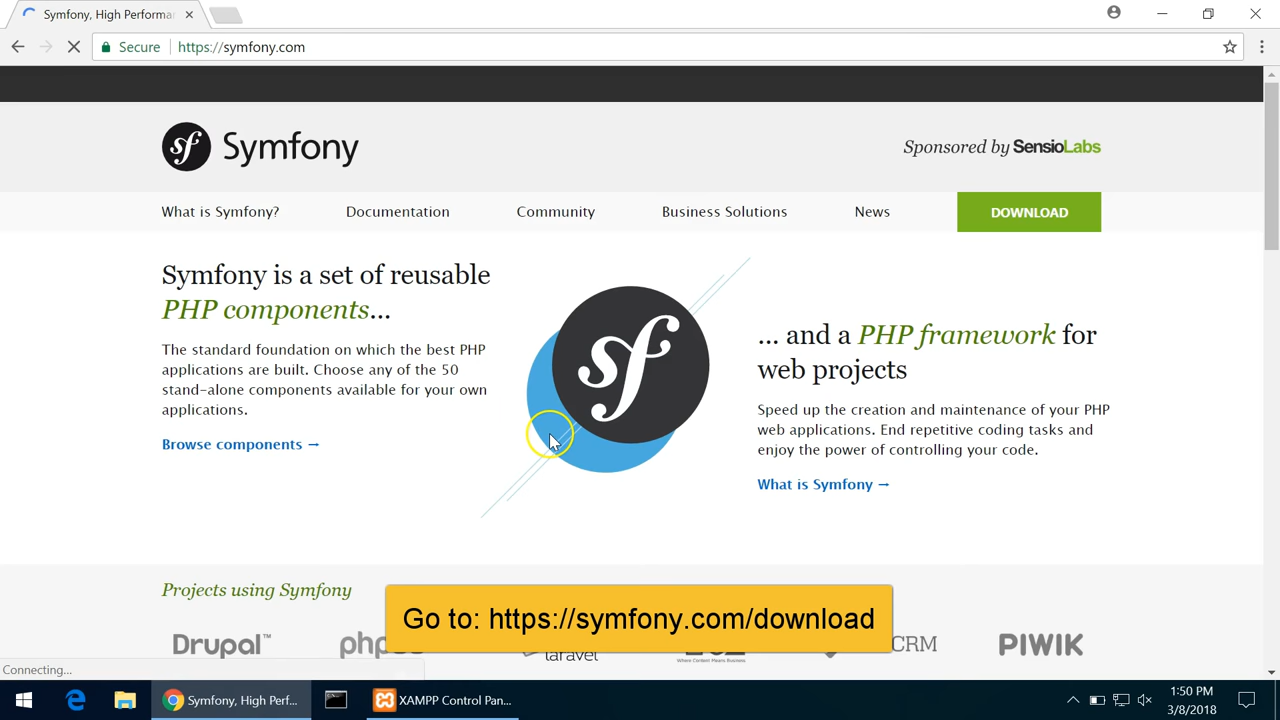 Symfony, High Performa
Secure
https://symfony.com
sf Symfony
Sponsored by SensioLabs
What is Symfony?
Documentation
Community
Business Solutions
News
DOWNLOAD
Symfony is a set of reusable
PHP components...
The standard foundation on which the best PHP
applications are built. Choose any of the 50
stand-alone components available for your own
applications.
Browse components →
sf
... and a PHP framework for
web projects
Speed up the creation and maintenance of your PHP
web applications. End repetitive coding tasks and
enjoy the power of controlling your code.
What is Symfony →
Projects using Symfony
Go to: https://symfony.com/download
Drupal™
laravel
CRM
PIWIK
Connecting...
Symfony, High Perf...
XAMPP Control Pan...
1:50 PM
3/8/2018